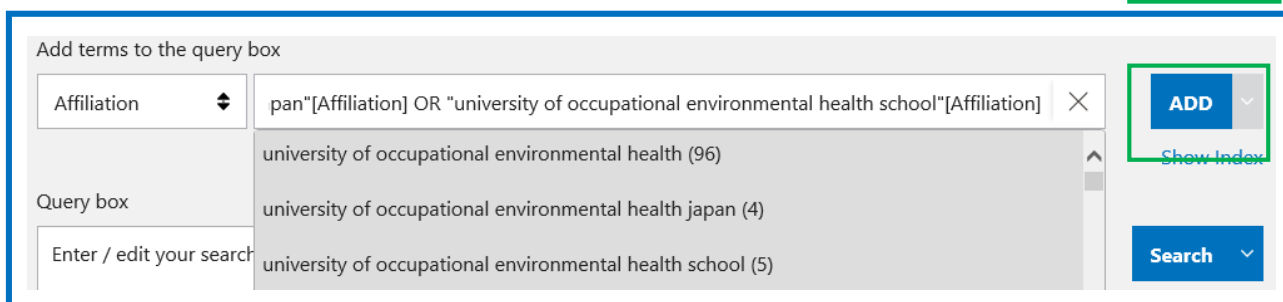 Add terms to the query box
Affiliation
pan"[Affiliation] OR "university of occupational environmental health school"[Affiliation]
ADD
university of occupational environmental health (96)
Show Index
university of occupational environmental health japan (4)
Query box
Enter / edit your search
university of occupational environmental health school (5)
Search